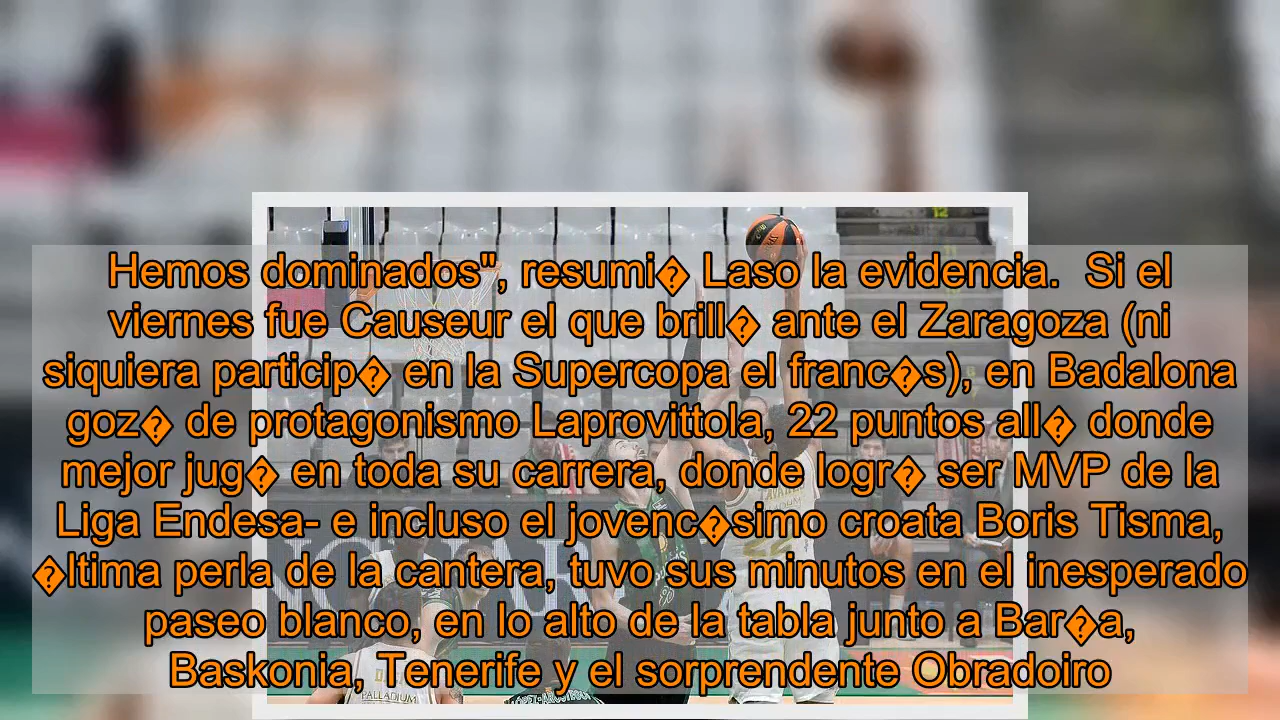 Hemos dominados", resumi� Laso la evidencia.  Si el
viernes fue Causeur el que brill� ante el Zaragoza (ni
siquiera particip� en la Supercopa el franc�s), en Badalona
goz� de protagonismo Laprovittola, 22 puntos all� donde
mejor jug� en toda su carrera, donde logr� ser MVP de la
Liga Endesa- e incluso el jovenc�simo croata Boris Tisma,
�ltima perla de la cantera, tuvo sus minutos en el inesperado
paseo blanco, en lo alto de la tabla junto a Bar�a,
Baskonia, Tenerife y el sorprendente Obradoiro
PALLADIUM
12